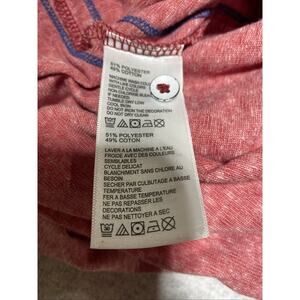 51% POLYESTER
49% COTTON
MACHINE WASH COLD
WITH LIKE COLORS
GENTLE CYCLE
NON-CHLORINE BLEACH
IF NEEDED
TUMBLE DRY LOW
COOL IRON
DO NOT IRON THE DECORATION
DO NOT DRY CLEAN
51% POLYESTER
49% COTON
LAVER A LA MACHINE A L'EAU
FROIDE AVEC DES COULEURS
SEMBLABLES
CYCLE DELICAT
BLANCHIMENT SANS CHLORE AU
BESOIN
SECHER PAR CULBUTAGE A BASSE
TEMPERATURE
FER A BASSE TEMPERATURE
NE PAS REPASSER LES
DECORATIONS
NE PAS NETTOYER A SEC
30